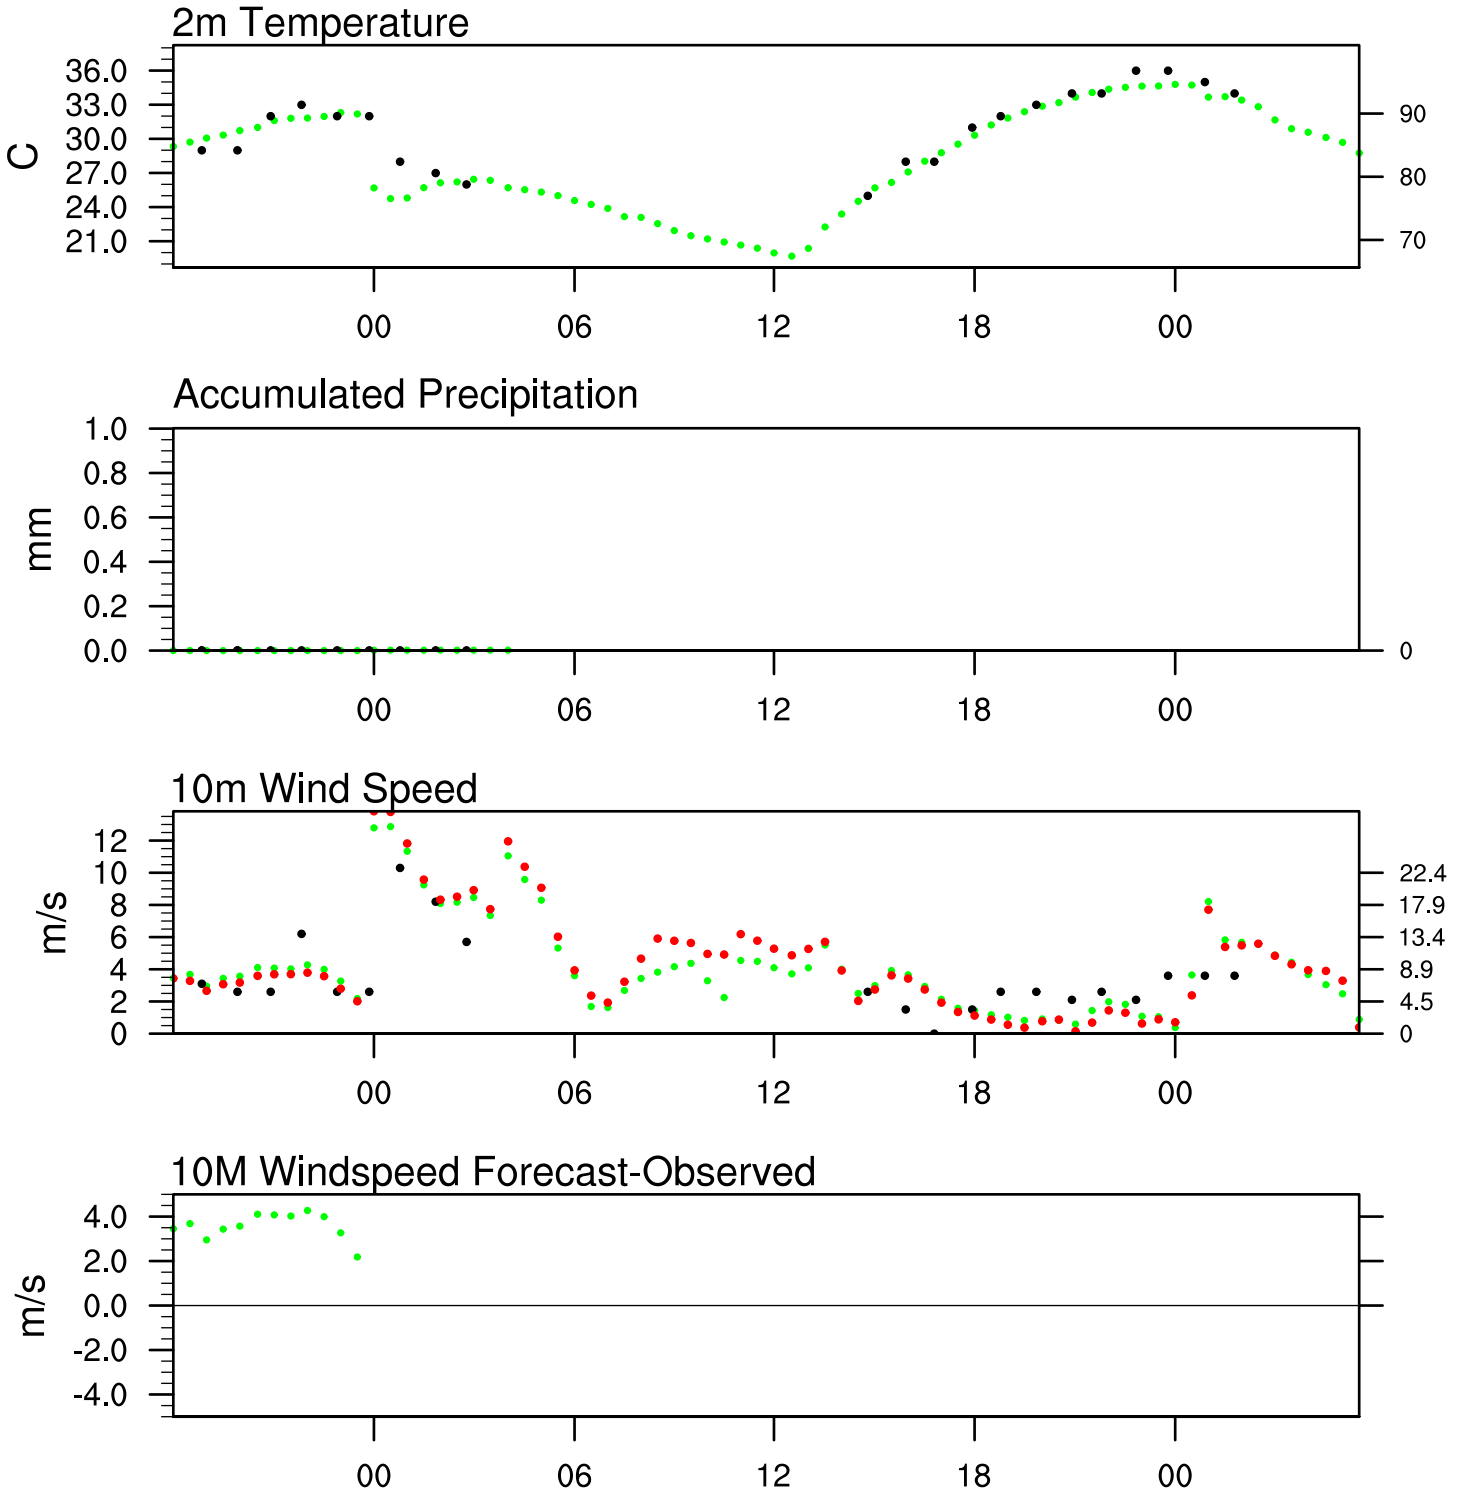 2m Temperature
36.0
33.0
30.0
27.0
24.0
21.0
C
90
80
70
00 06 12 18 00
Accumulated Precipitation
1.0
0.8
0.6
0.4
0.2
0.0
mm
0
00 06 12 18 00
10m Wind Speed
12
10
8
6
4
2
0
m/s
22.4
17.9
13.4
8.9
4.5
0
00 06 12 18 00
10M Windspeed Forecast-Observed
4.0
2.0
0.0
-2.0
-4.0
m/s
00 06 12 18 00